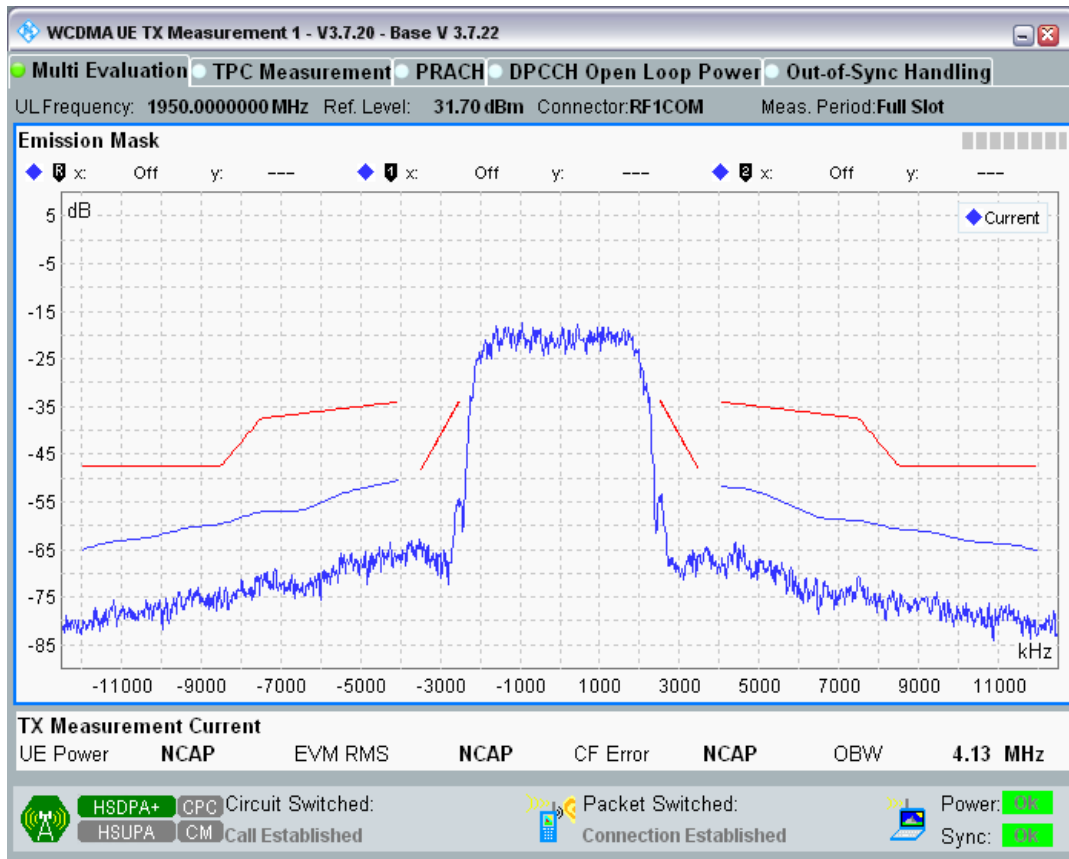 WCDMA UE TX Measurement 1 - V3.7.20 - Base V 3.7.22
Multi Evaluation TPC Measurement PRACH DPCCH Open Loop Power Out-of-Sync Handling
UL Frequency: 1950.0000000 MHz Ref. Level: 31.70 dBm Connector:RF1COM Meas. Period:Full Slot
Emission Mask
R x: Off y: --- 1 x: Off y: --- 2 x: Off y: ---
dB
Current
5
-5
-15
-25
-35
-45
-55
-65
-75
-85
kHz
-11000 -9000 -7000 -5000 -3000 -1000 1000 3000 5000 7000 9000 11000
TX Measurement Current
UE Power NCAP EVM RMS NCAP CF Error NCAP OBW 4.13 MHz
HSDPA+ CPC Circuit Switched: Packet Switched: Power: Ok
HSUPA CM Call Established Connection Established Sync: Ok